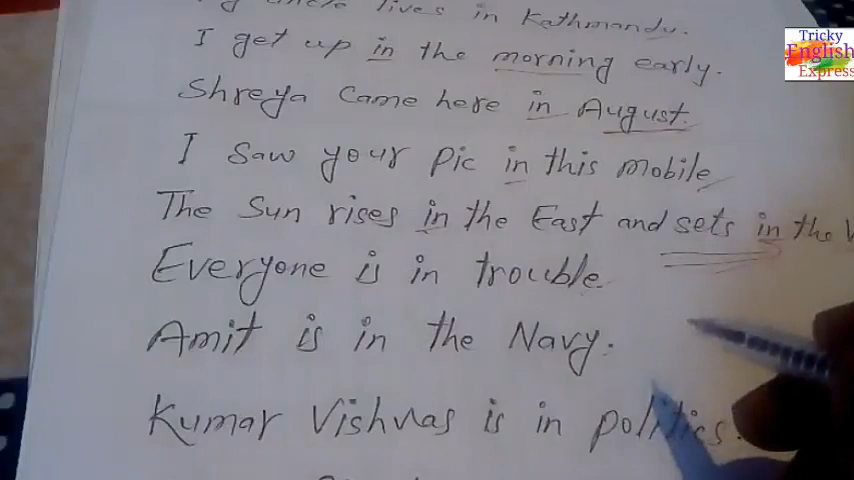 uncle lives in Kathmandu.
I get up in the morning early.
Shreya came here in August.
I saw your pic in this mobile
The Sun rises in the East and sets in the
Everyone is in trouble.
Amit is in the Navy.
Kumar Vishvas is in politics.
Tricky
English
Express